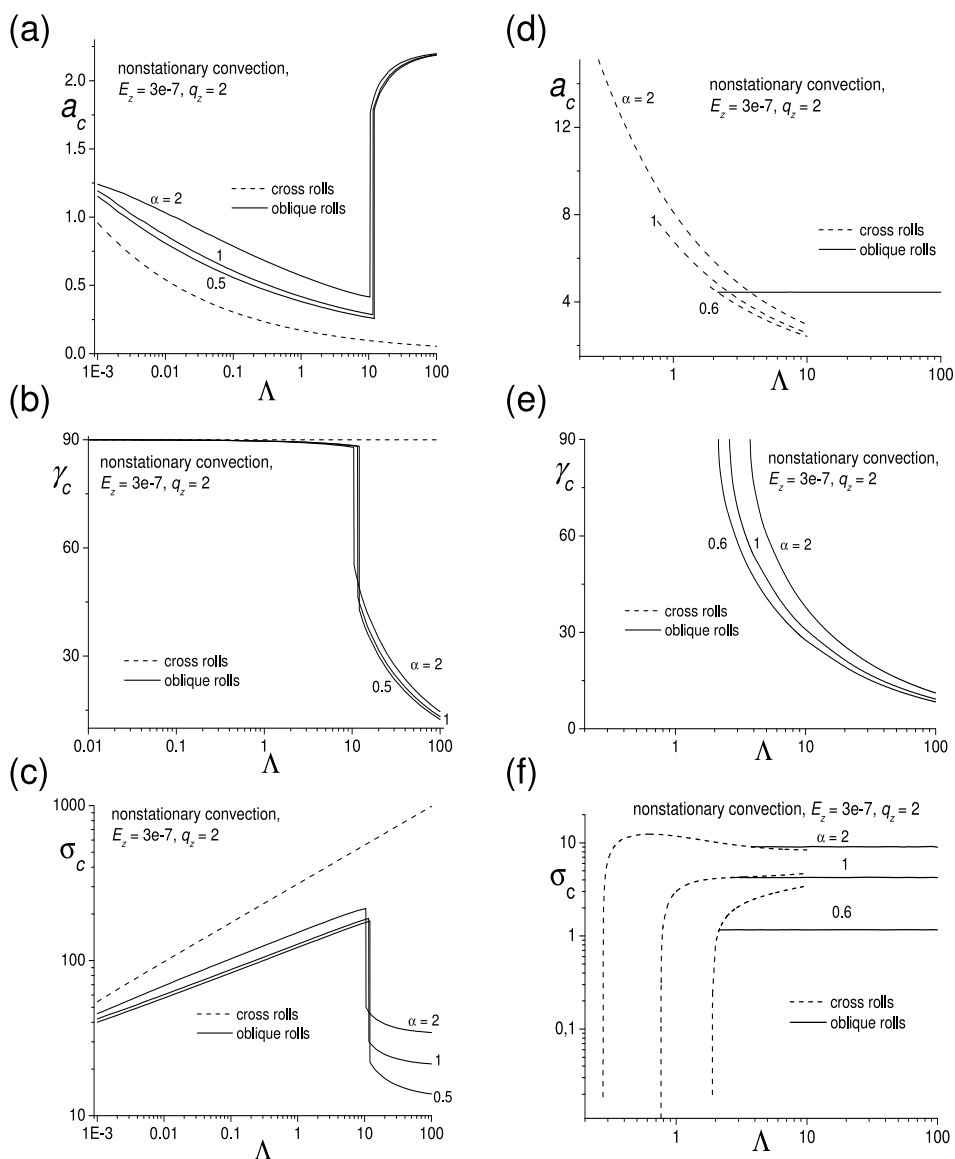 (a)
nonstationary convection,
E_z = 3e-7, q_z = 2
a_c
2.0
1.5
1.0
0.5
0.0
α = 2
1
0.5
cross rolls
oblique rolls
1E-3 0.01 0.1 1 10 100
Λ
(b)
nonstationary convection,
E_z = 3e-7, q_z = 2
γ_c
90
60
30
cross rolls
oblique rolls
α = 2
0.5
1
0.01 0.1 1 10 100
Λ
(c)
nonstationary convection,
E_z = 3e-7, q_z = 2
σ_c
1000
100
10
cross rolls
oblique rolls
α = 2
1
0.5
1E-3 0.01 0.1 1 10 100
Λ
(d)
nonstationary convection,
E_z = 3e-7, q_z = 2
a_c
16
12
8
4
α = 2
1
0.6
cross rolls
oblique rolls
1 10 100
Λ
(e)
nonstationary convection,
E_z = 3e-7, q_z = 2
γ_c
90
60
30
0
0.6
1
α = 2
cross rolls
oblique rolls
1 10 100
Λ
(f)
nonstationary convection, E_z = 3e-7, q_z = 2
σ_c
10
1
0,1
α = 2
1
0.6
cross rolls
oblique rolls
1 10 100
Λ